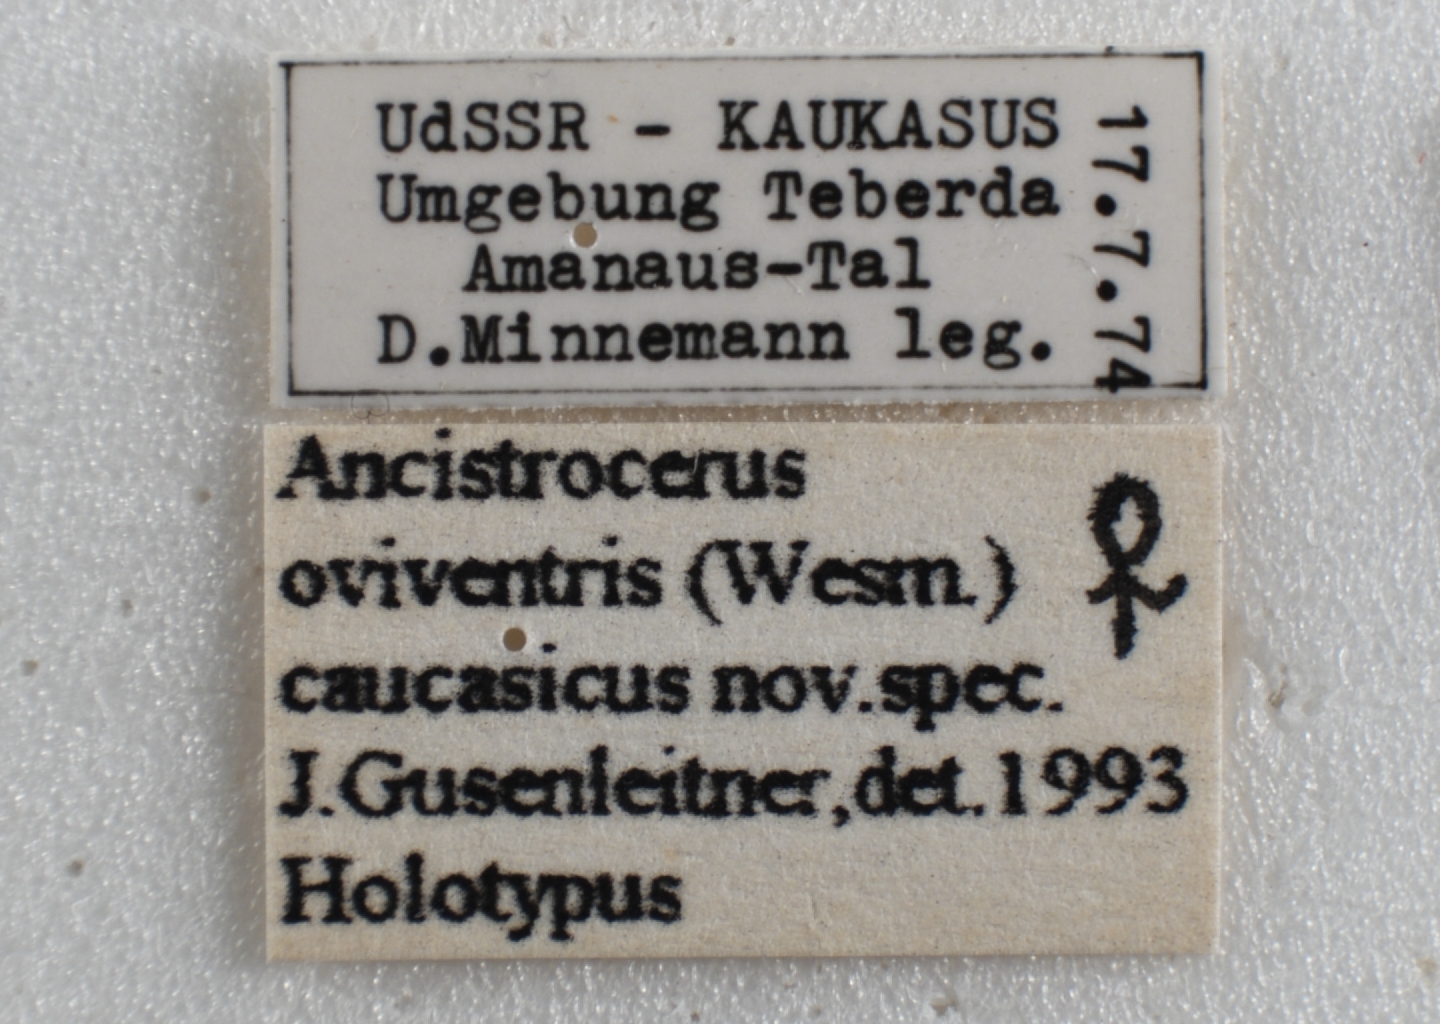 UdSSR - KAUKASUS
Umgebung Teberda
Amanaus-Tal
D.Minnemann leg.
17.7.74
Ancistrocerus
oviventris (Wesm.)
♀
caucasicus nov.spec.
J.Gusenleitner,det.1993
Holotypus